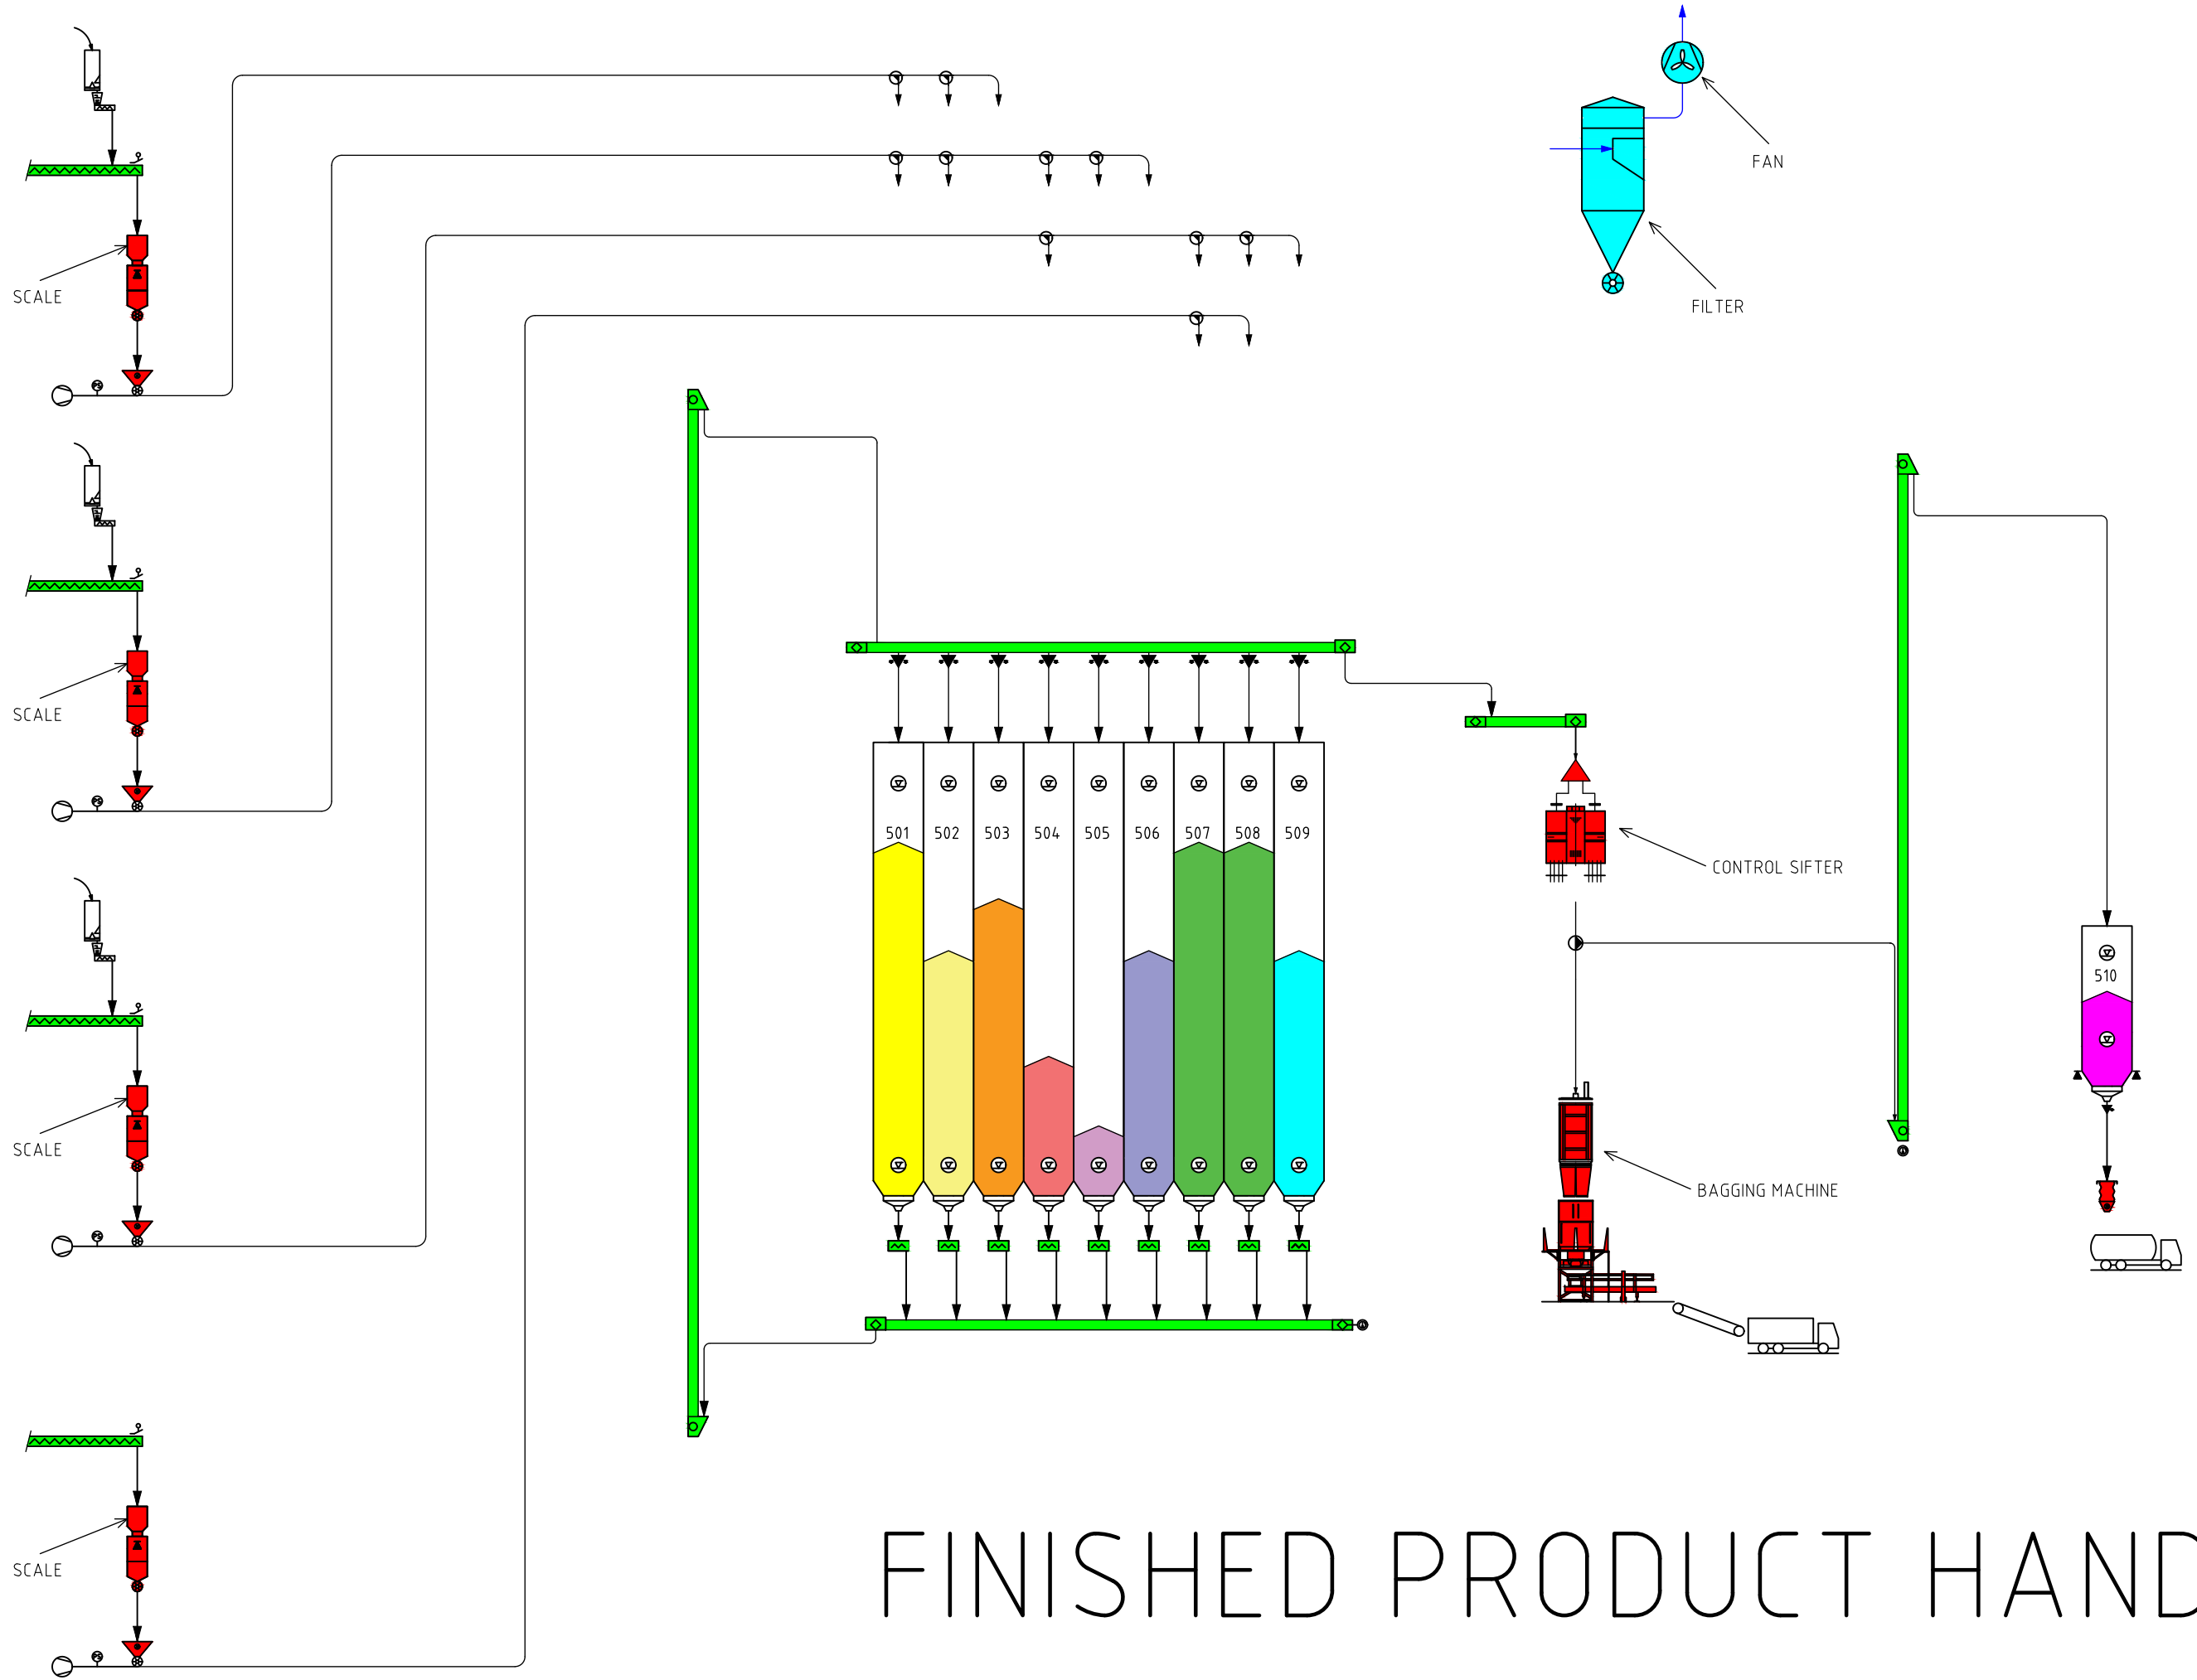 FAN
SCALE
FILTER
SCALE
501 502 503 504 505 506 507 508 509
CONTROL SIFTER
510
SCALE
BAGGING MACHINE
SCALE
FINISHED PRODUCT HAND